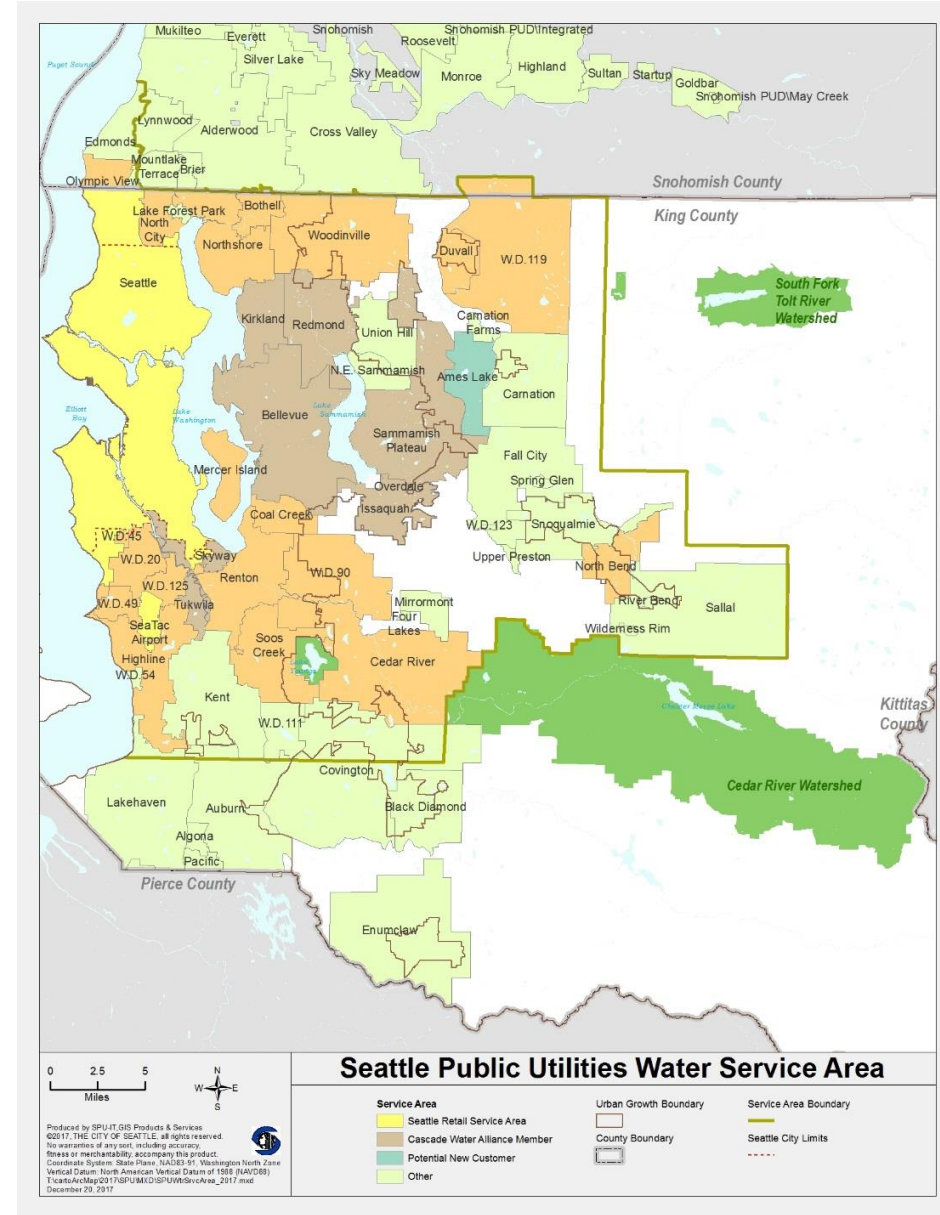 Mukilteo
Everett
Snohomish
Roosevelt
Snohomish PUD\Integrated
Puget Sound
Silver Lake
Sky Meadow
Monroe
Highland
Sultan
Startup
Goldbar
Snohomish PUD\May Creek
Lynnwood
Alderwood
Cross Valley
Edmonds
Mountlake
Terrace
Brier
Olympic View
Snohomish County
King County
Lake Forest Park
Bothell
North
City
Northshore
Woodinville
Duvall
W.D.119
Seattle
South Fork
Tolt River
Watershed
Kirkland
Redmond
Union Hill
Carnation
Farms
N.E. Sammamish
Ames Lake
Carnation
Elliott
Bay
Lake
Washington
Bellevue
Lake
Sammamish
Sammamish
Plateau
Fall City
Mercer Island
Spring Glen
Overdale
Issaquah
Coal Creek
W.D.123
Snoqualmie
W.D.45
W.D.20
Skyway
Upper Preston
North Bend
W.D.125
Renton
W.D.90
W.D.49
Tukwila
Mirrormont
River Bend
Sallal
SeaTac
Airport
Four
Lakes
Wilderness Rim
Soos
Creek
Highline
Cedar River
W.D.54
Kent
W.D.111
Chester Morse Lake
Kittitas
County
Covington
Cedar River Watershed
Lakehaven
Auburn
Black Diamond
Algona
Pacific
Pierce County
Enumclaw
0 2.5 5
Miles
N
W E
S
Produced by SPU-IT,GIS Products & Services
©2017, THE CITY OF SEATTLE, all rights reserved.
No warranties of any sort, including accuracy,
fitness or merchantability, accompany this product.
Coordinate System: State Plane, NAD83-91, Washington North Zone
Vertical Datum: North American Vertical Datum of 1988 (NAVD88)
T:\cartoArcMap\2017\SPU\MXD\SPUWtrSrvcArea_2017.mxd
December 20, 2017
Seattle Public Utilities Water Service Area
Service Area
Seattle Retail Service Area
Cascade Water Alliance Member
Potential New Customer
Other
Urban Growth Boundary
County Boundary
Service Area Boundary
Seattle City Limits